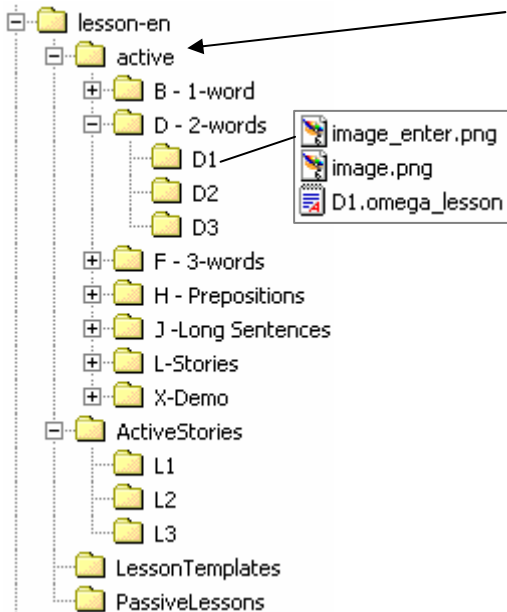 lesson-en
active
B - 1-word
D - 2-words
D1
image_enter.png
image.png
D1.omega_lesson
D2
D3
F - 3-words
H - Prepositions
J -Long Sentences
L-Stories
X-Demo
ActiveStories
L1
L2
L3
LessonTemplates
PassiveLessons